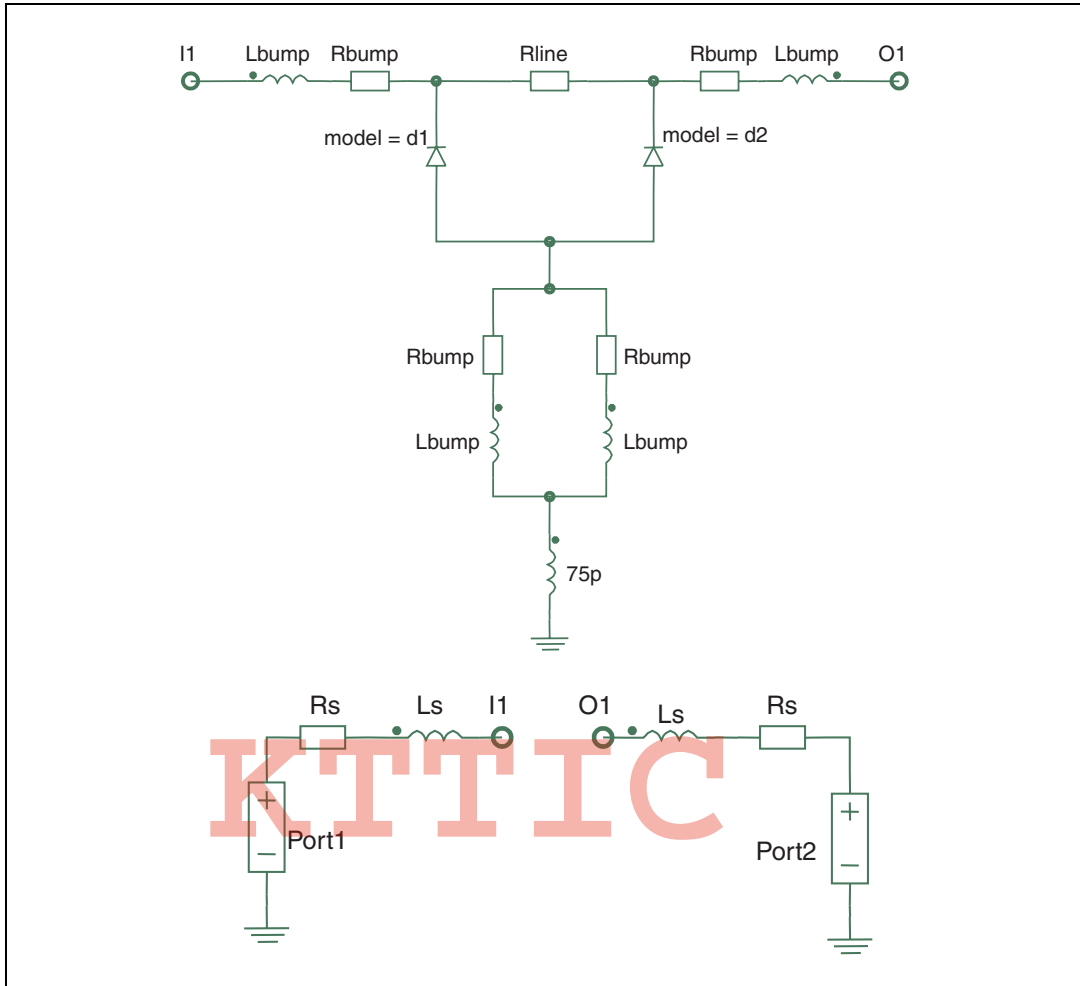 I1 Lbump Rbump Rline Rbump Lbump O1
model = d1 model = d2
Rbump Rbump
Lbump Lbump
75p
Rs Ls I1 O1 Ls Rs
KTTIC
+ +
Port1 Port2
− −